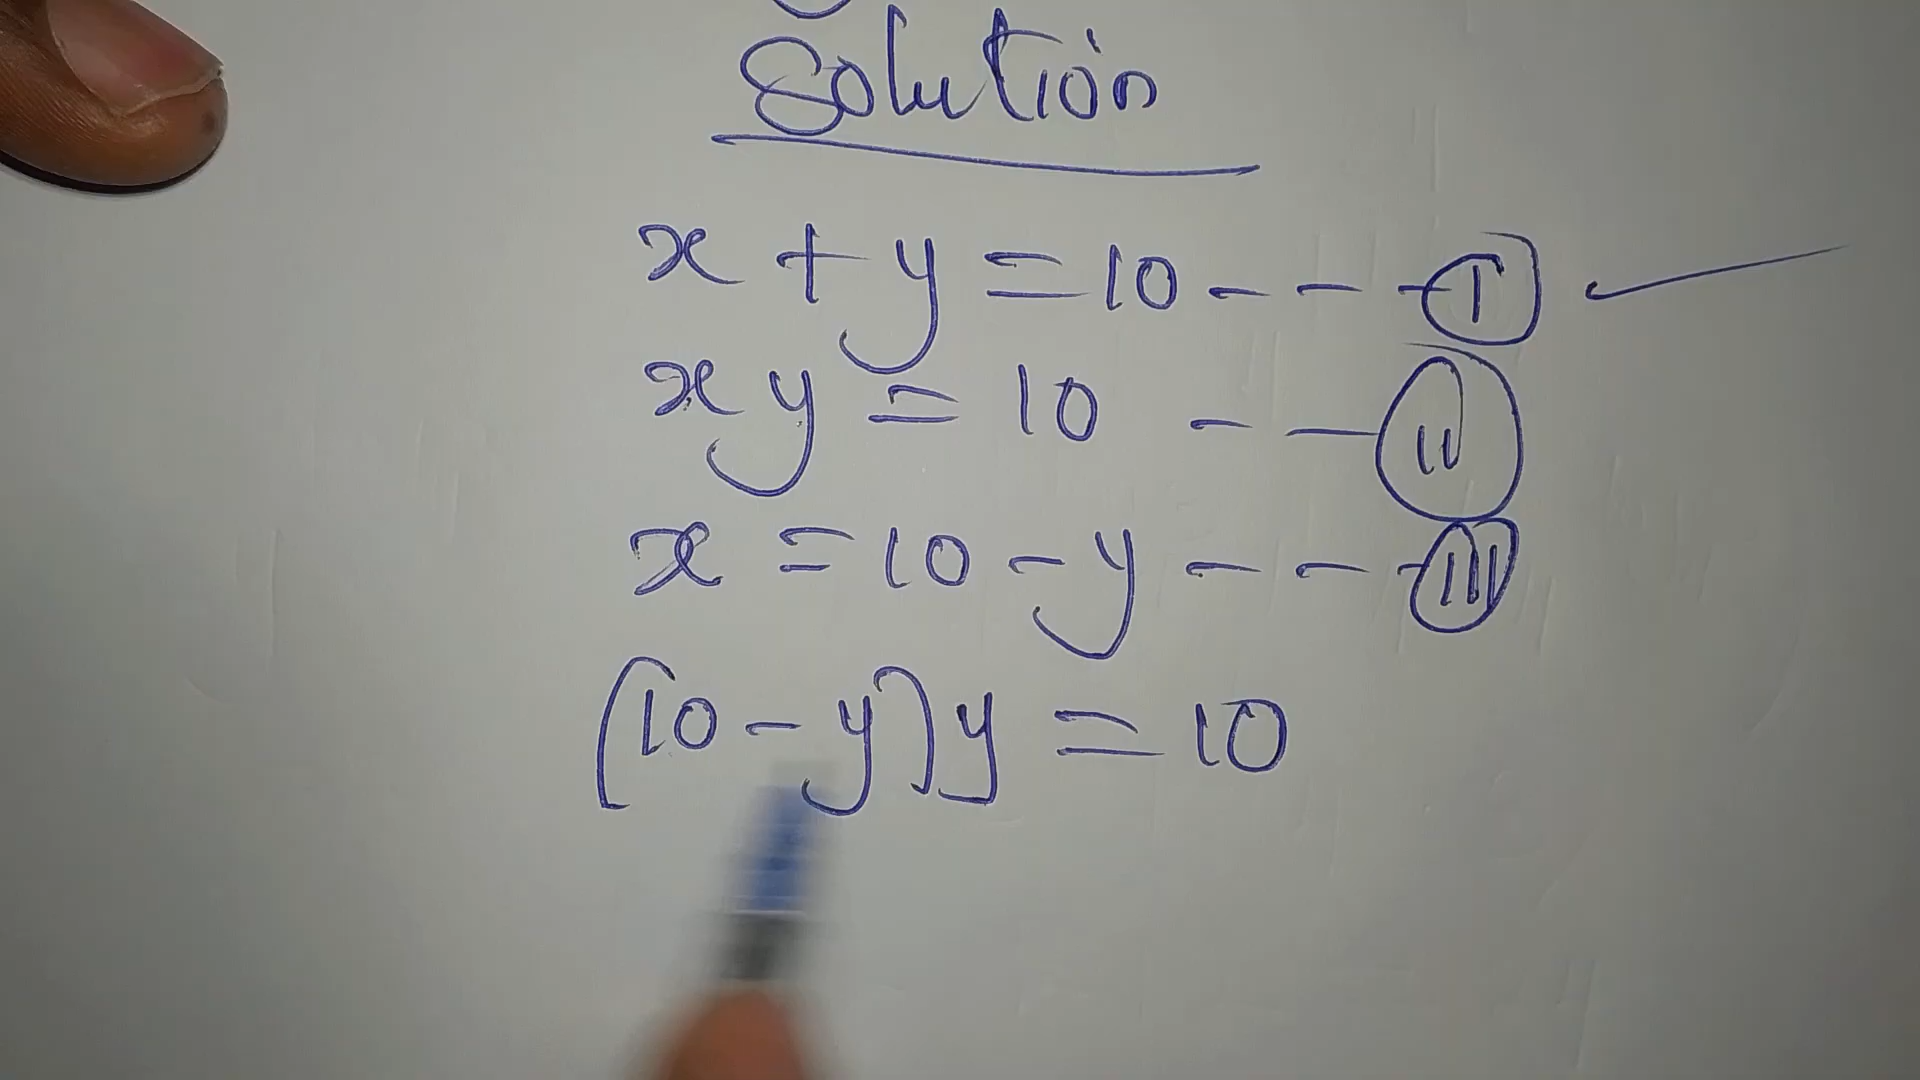 Solution
x + y = 10 - - - I
xy = 10 - - II
x = 10 - y - - - III
(10 - y)y = 10